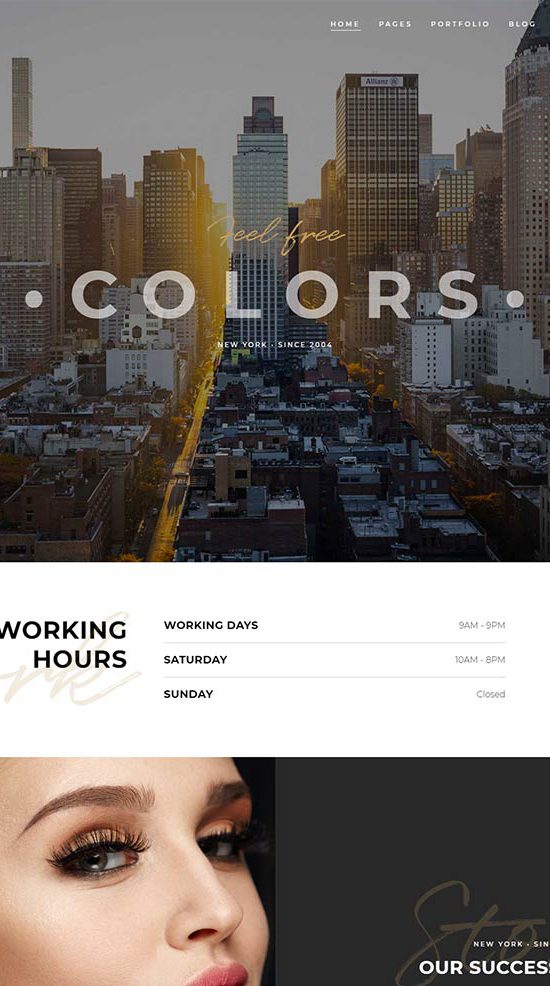 HOME PAGES PORTFOLIO BLOG
Allianz
Feel free
• COLORS •
NEW YORK • SINCE 2004
WORKING
HOURS
WORKING DAYS 9AM - 9PM
SATURDAY 10AM - 8PM
SUNDAY Closed
NEW YORK • SIN
OUR SUCCESS